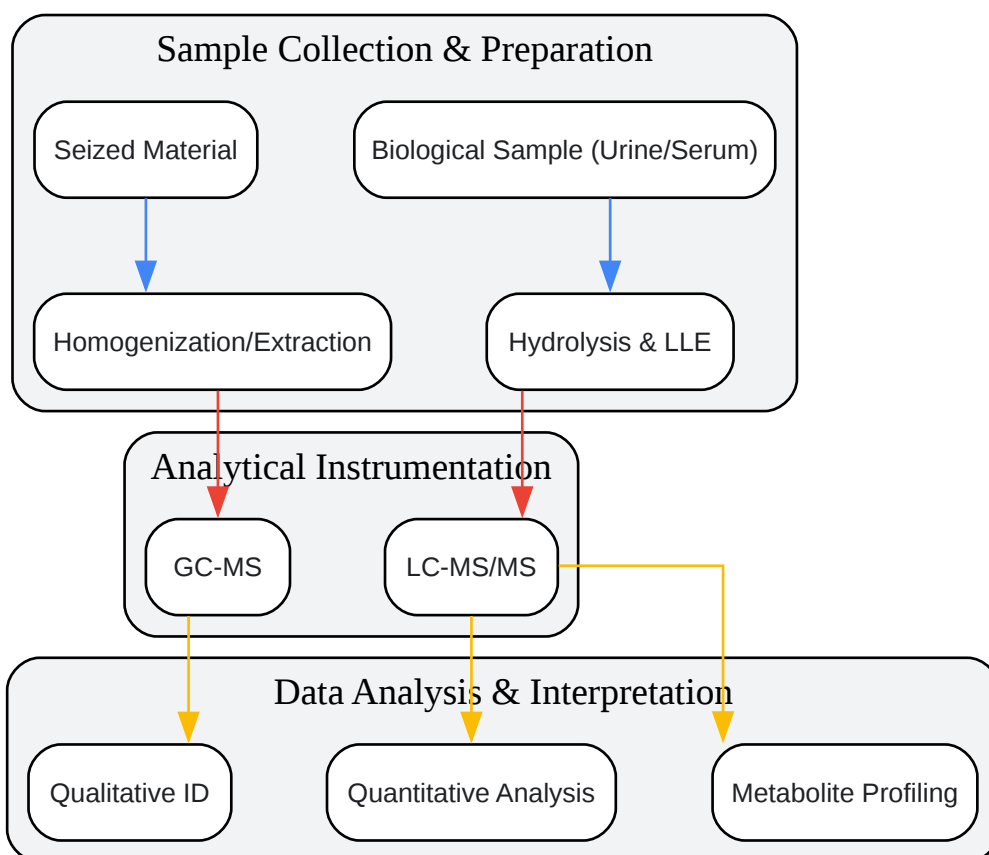 Sample Collection & Preparation
Seized Material
Biological Sample (Urine/Serum)
Homogenization/Extraction
Hydrolysis & LLE
Analytical Instrumentation
GC-MS
LC-MS/MS
Data Analysis & Interpretation
Qualitative ID
Quantitative Analysis
Metabolite Profiling